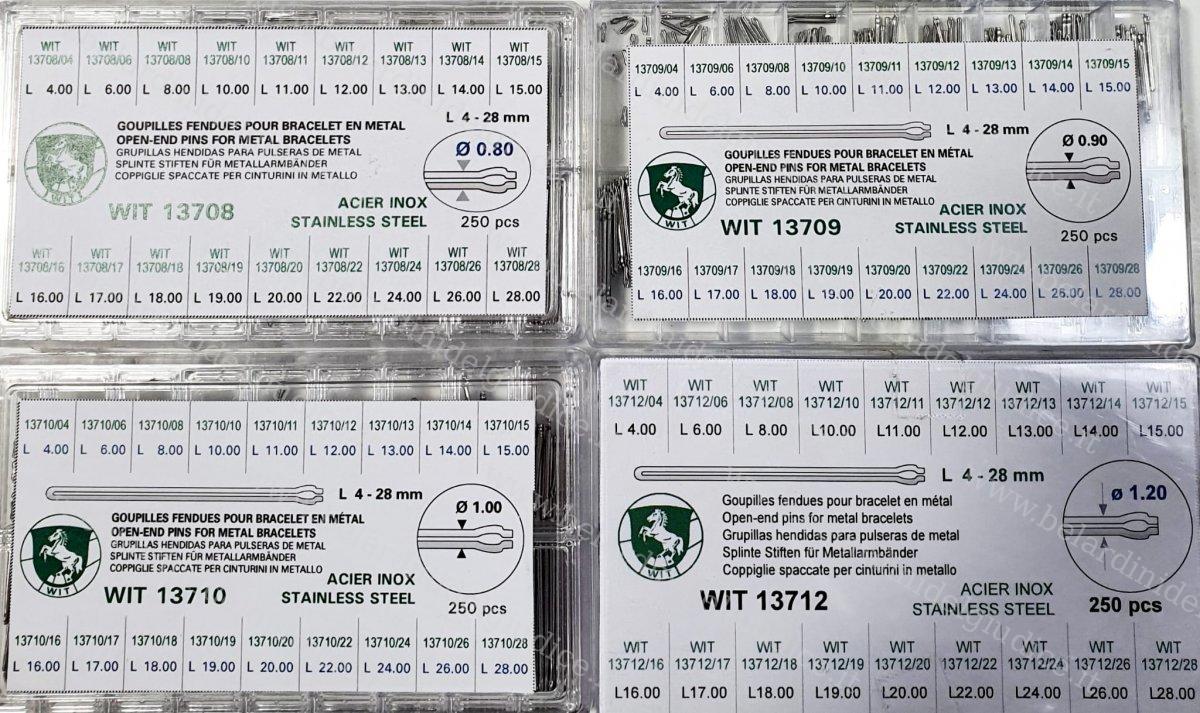 WIT WIT WIT WIT WIT WIT WIT WIT WIT
13708/04 13708/06 13708/08 13708/10 13708/11 13708/12 13708/13 13708/14 13708/15
L 4.00 L 6.00 L 8.00 L 10.00 L 11.00 L 12.00 L 13.00 L 14.00 L 15.00
L 4 - 28 mm
GOUPILLES FENDUES POUR BRACELET EN METAL
OPEN-END PINS FOR METAL BRACELETS
GRUPILLAS HENDIDAS PARA PULSERAS DE METAL
SPLINTE STIFTEN FÜR METALLARMBÄNDER
COPPIGLIE SPACCATE PER CINTURINI IN METALLO
Ø 0.80
WIT
WIT 13708
ACIER INOX
STAINLESS STEEL
250 pcs
WIT WIT WIT WIT WIT WIT WIT WIT WIT
13708/16 13708/17 13708/18 13708/19 13708/20 13708/22 13708/24 13708/26 13708/28
L 16.00 L 17.00 L 18.00 L 19.00 L 20.00 L 22.00 L 24.00 L 26.00 L 28.00
13709/04 13709/06 13709/08 13709/10 13709/11 13709/12 13709/13 13709/14 13709/15
L 4.00 L 6.00 L 8.00 L 10.00 L 11.00 L 12.00 L 13.00 L 14.00 L 15.00
L 4 - 28 mm
Ø 0.90
GOUPILLES FENDUES POUR BRACELET EN MÉTAL
OPEN-END PINS FOR METAL BRACELETS
GRUPILLAS HENDIDAS PARA PULSERAS DE METAL
SPLINTE STIFTEN FÜR METALLARMBÄNDER
COPPIGLIE SPACCATE PER CINTURINI IN METALLO
WIT
WIT 13709
ACIER INOX
STAINLESS STEEL
250 pcs
13709/16 13709/17 13709/18 13709/19 13709/20 13709/22 13709/24 13709/26 13709/28
L 16.00 L 17.00 L 18.00 L 19.00 L 20.00 L 22.00 L 24.00 L 26.00 L 28.00
13710/04 13710/06 13710/08 13710/10 13710/11 13710/12 13710/13 13710/14 13710/15
L 4.00 L 6.00 L 8.00 L 10.00 L 11.00 L 12.00 L 13.00 L 14.00 L 15.00
L 4 - 28 mm
Ø 1.00
GOUPILLES FENDUES POUR BRACELET EN MÉTAL
OPEN-END PINS FOR METAL BRACELETS
GRUPILLAS HENDIDAS PARA PULSERAS DE METAL
SPLINTE STIFTEN FÜR METALLARMBÄNDER
COPPIGLIE SPACCATE PER CINTURINI IN METALLO
WIT
WIT 13710
ACIER INOX
STAINLESS STEEL
250 pcs
13710/16 13710/17 13710/18 13710/19 13710/20 13710/22 13710/24 13710/26 13710/28
L 16.00 L 17.00 L 18.00 L 19.00 L 20.00 L 22.00 L 24.00 L 26.00 L 28.00
WIT WIT WIT WIT WIT WIT WIT WIT WIT
13712/04 13712/06 13712/08 13712/10 13712/11 13712/12 13712/13 13712/14 13712/15
L 4.00 L 6.00 L 8.00 L10.00 L11.00 L12.00 L13.00 L14.00 L15.00
L 4 - 28 mm
ø 1.20
Goupilles fendues pour bracelet en métal
Open-end pins for metal bracelets
Grupillas hendidas para pulseras de metal
Splinte Stiften für Metallarmbänder
Coppiglie spaccate per cinturini in metallo
WIT
WIT 13712
ACIER INOX
STAINLESS STEEL
250 pcs
WIT WIT WIT WIT WIT WIT WIT WIT WIT
13712/16 13712/17 13712/18 13712/19 13712/20 13712/22 13712/24 13712/26 13712/28
L16.00 L17.00 L18.00 L19.00 L20.00 L22.00 L24.00 L26.00 L28.00
www.belardinidelgiudice.it